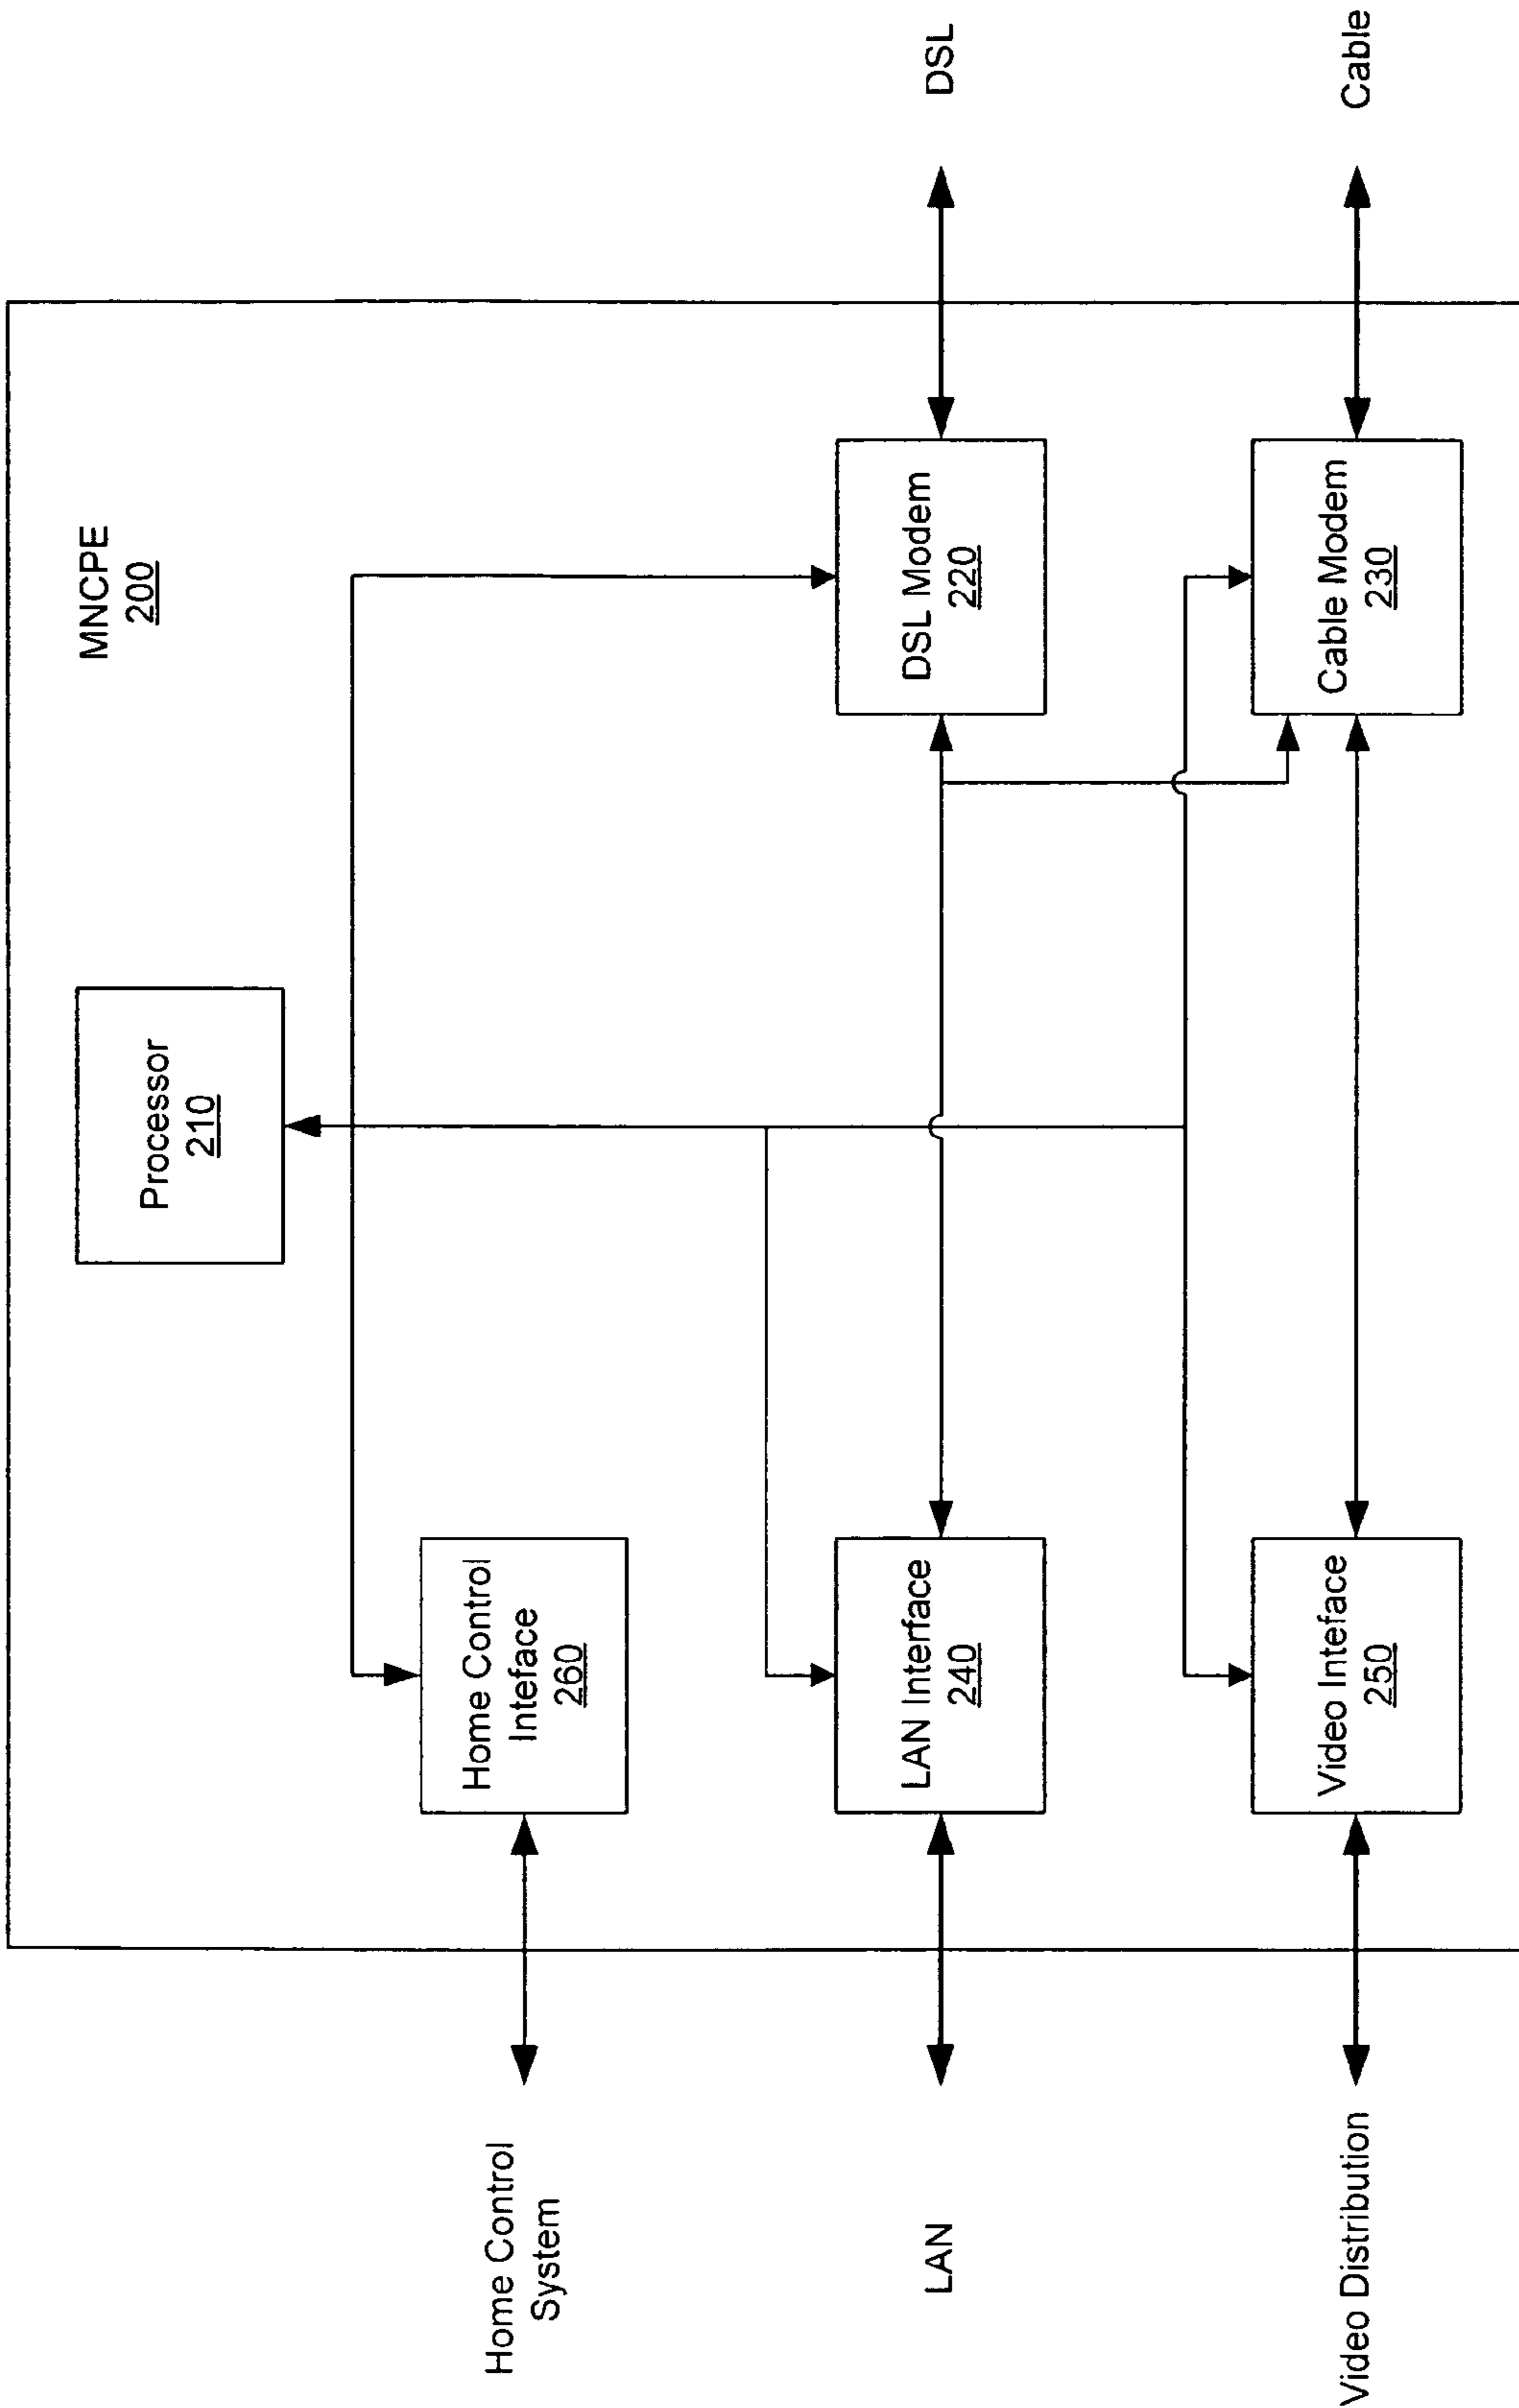 MNCPE
200
Processor
210
Home Control
System
Home Control
Inteface
260
LAN
LAN Interface
240
DSL Modem
220
DSL
Video Distribution
Video Inteface
250
Cable Modem
230
Cable